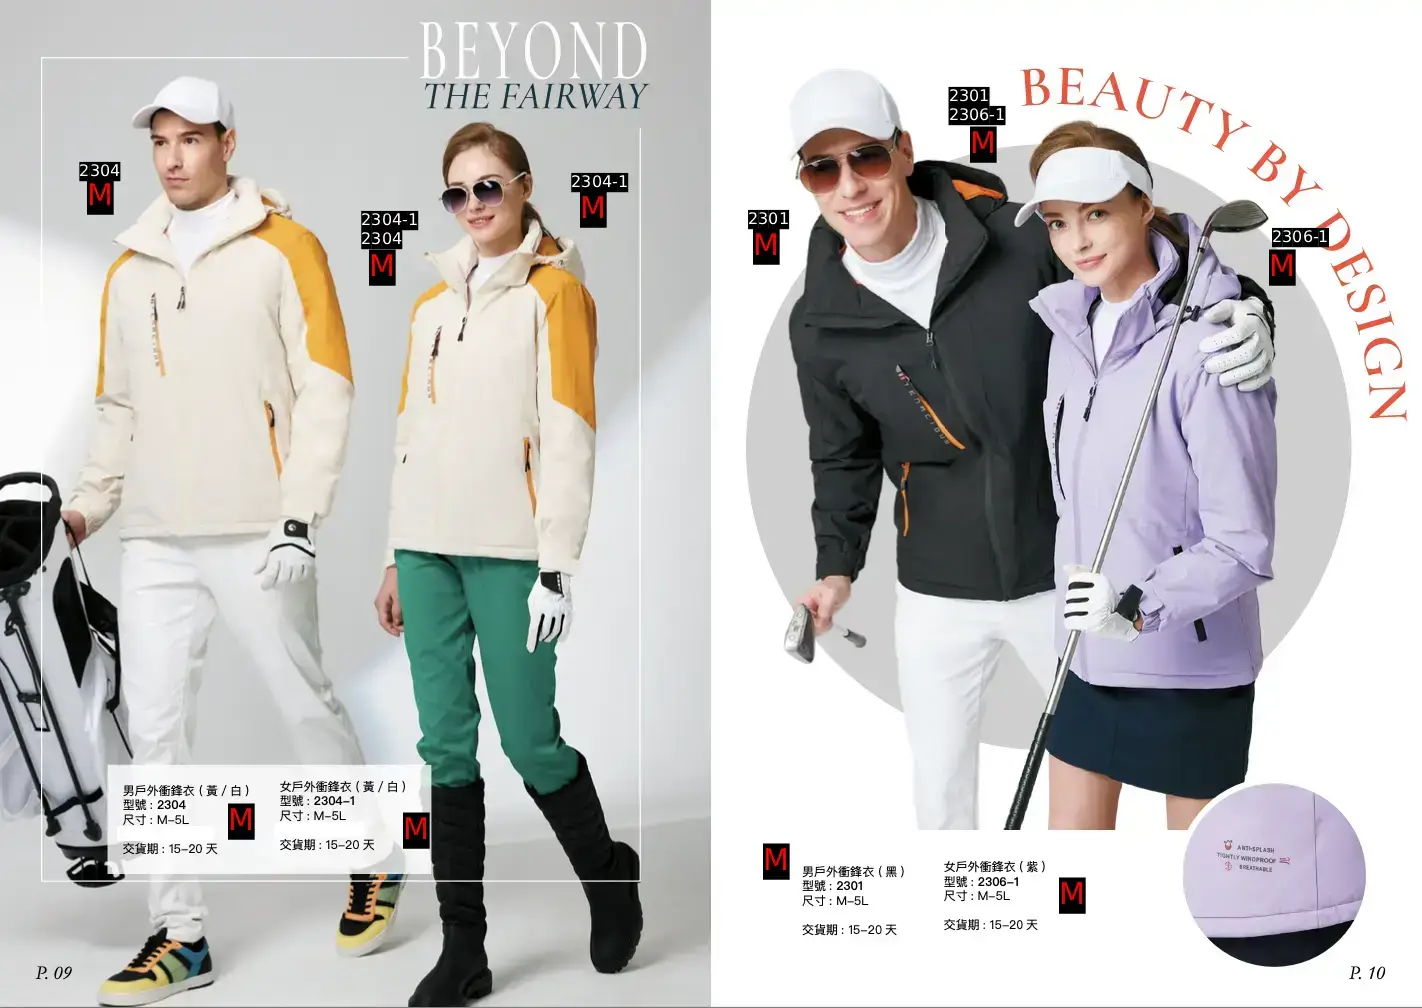 BEYOND
THE FAIRWAY
2304
M
2304-1
2304
M
2304-1
M
男戶外衝鋒衣 ( 黃 / 白 )
型號 : 2304
尺寸 : M–5L
交貨期 : 15–20 天
M
女戶外衝鋒衣 ( 黃 / 白 )
型號 : 2304–1
尺寸 : M–5L
交貨期 : 15–20 天
M
P. 09
BEAUTY BY DESIGN
2301
2306-1
M
2301
M
2306-1
M
M
男戶外衝鋒衣 ( 黑 )
型號 : 2301
尺寸 : M–5L
交貨期 : 15–20 天
女戶外衝鋒衣 ( 紫 )
型號 : 2306–1
尺寸 : M–5L
交貨期 : 15–20 天
M
ANTI-SPLASH
TIGHTLY WINDPROOF
BREATHABLE
P. 10